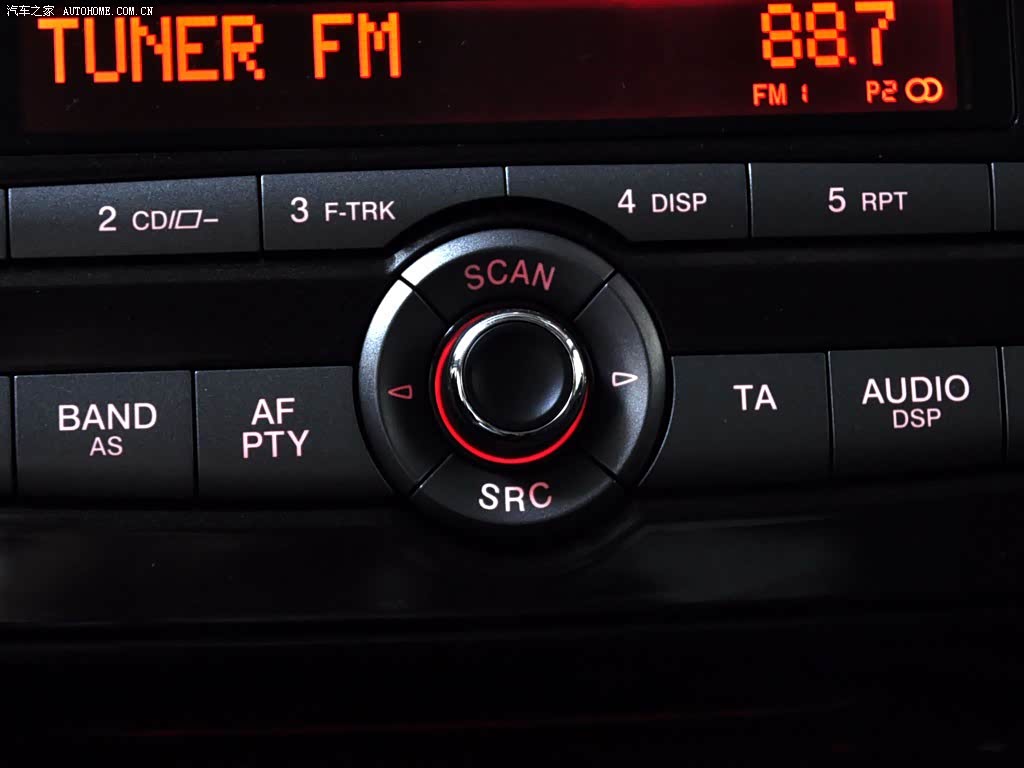 汽车之家 AUTOHOME.COM.CN
TUNER FM 88.7
FM 1 P2
2 CD/▱−
3 F-TRK
4 DISP
5 RPT
SCAN
BAND
AS
AF
PTY
TA
AUDIO
DSP
SRC